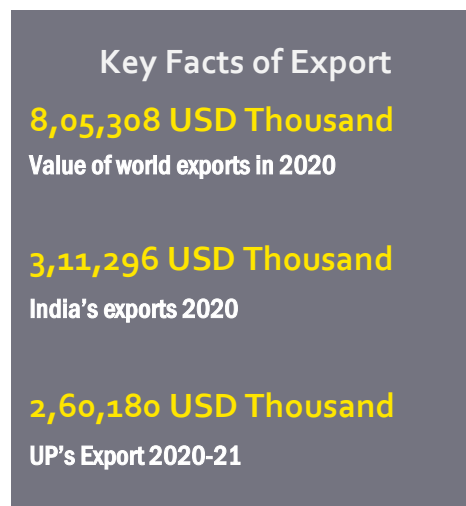 Key Facts of Export
8,05,308 USD Thousand
Value of world exports in 2020
3,11,296 USD Thousand
India’s exports 2020
2,60,180 USD Thousand
UP’s Export 2020-21